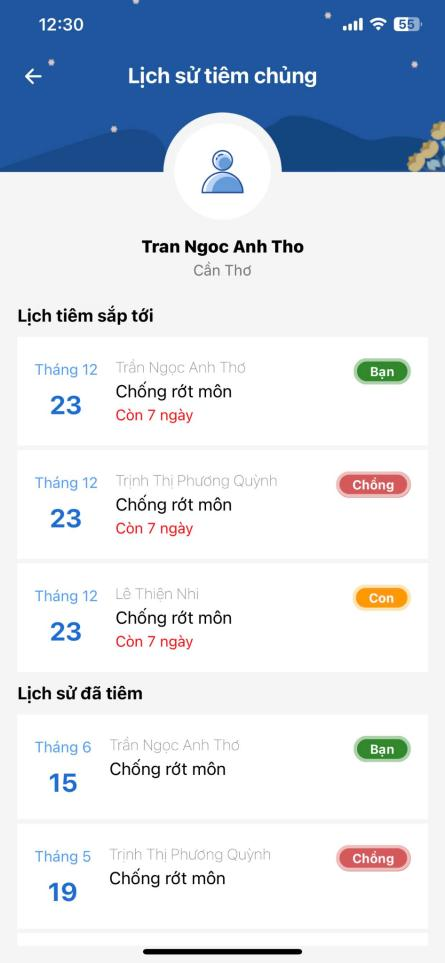 12:30
55
Lịch sử tiêm chủng
Tran Ngoc Anh Tho
Cần Thơ
Lịch tiêm sắp tới
Tháng 12
23
Trần Ngọc Anh Thơ
Chống rớt môn
Còn 7 ngày
Bạn
Tháng 12
23
Trịnh Thị Phương Quỳnh
Chống rớt môn
Còn 7 ngày
Chồng
Tháng 12
23
Lê Thiện Nhi
Chống rớt môn
Còn 7 ngày
Con
Lịch sử đã tiêm
Tháng 6
15
Trần Ngọc Anh Thơ
Chống rớt môn
Bạn
Tháng 5
19
Trịnh Thị Phương Quỳnh
Chống rớt môn
Chồng